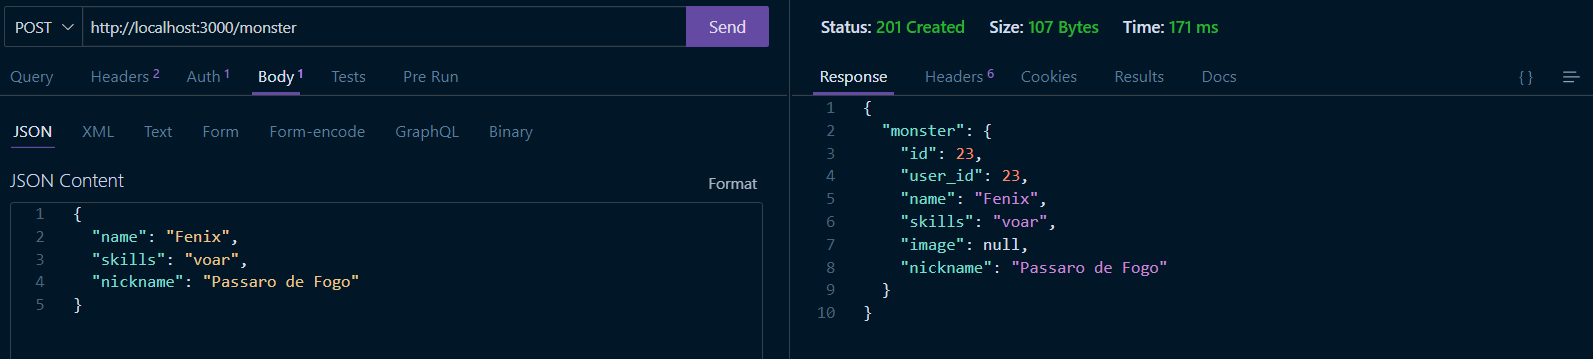 POST http://localhost:3000/monster Send
Query Headers 2 Auth 1 Body 1 Tests Pre Run
JSON XML Text Form Form-encode GraphQL Binary
JSON Content Format
1 {
2 "name": "Fenix",
3 "skills": "voar",
4 "nickname": "Passaro de Fogo"
5 }
Status: 201 Created Size: 107 Bytes Time: 171 ms
Response Headers 6 Cookies Results Docs { }
1 {
2 "monster": {
3 "id": 23,
4 "user_id": 23,
5 "name": "Fenix",
6 "skills": "voar",
7 "image": null,
8 "nickname": "Passaro de Fogo"
9 }
10 }